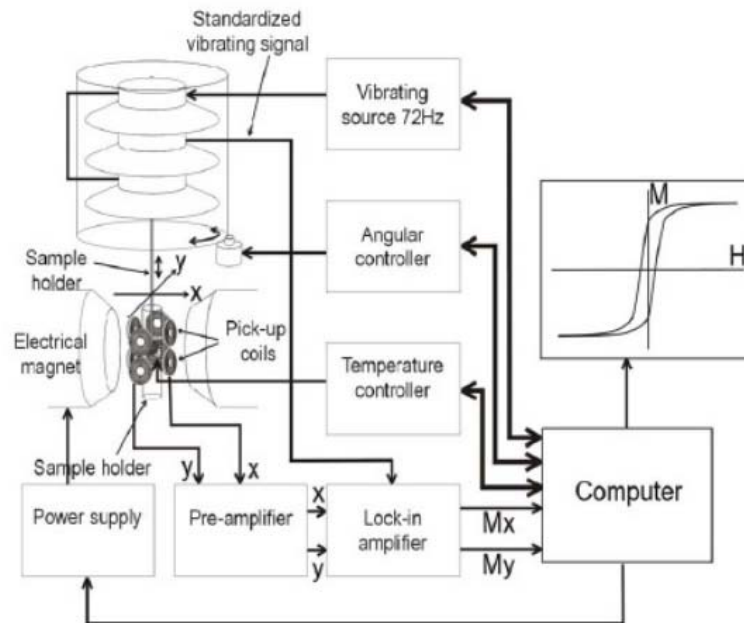 Standardized
vibrating signal
Vibrating
source 72Hz
Angular
controller
Sample
holder
y
x
M
H
Electrical
magnet
Pick-up
coils
Temperature
controller
Sample holder
y
x
Power supply
Pre-amplifier
x
y
Lock-in
amplifier
Mx
My
Computer